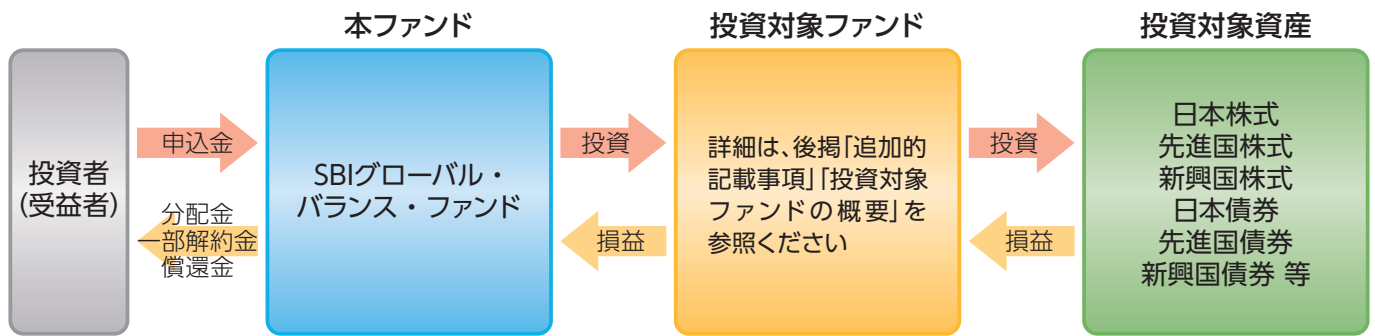 本ファンド
投資対象ファンド
投資対象資産
投資者
(受益者)
申込金
分配金
一部解約金
償還金
SBIグローバル・
バランス・ファンド
投資
損益
詳細は、後掲「追加的
記載事項」「投資対象
ファンドの概要」を
参照ください
投資
損益
日本株式
先進国株式
新興国株式
日本債券
先進国債券
新興国債券 等